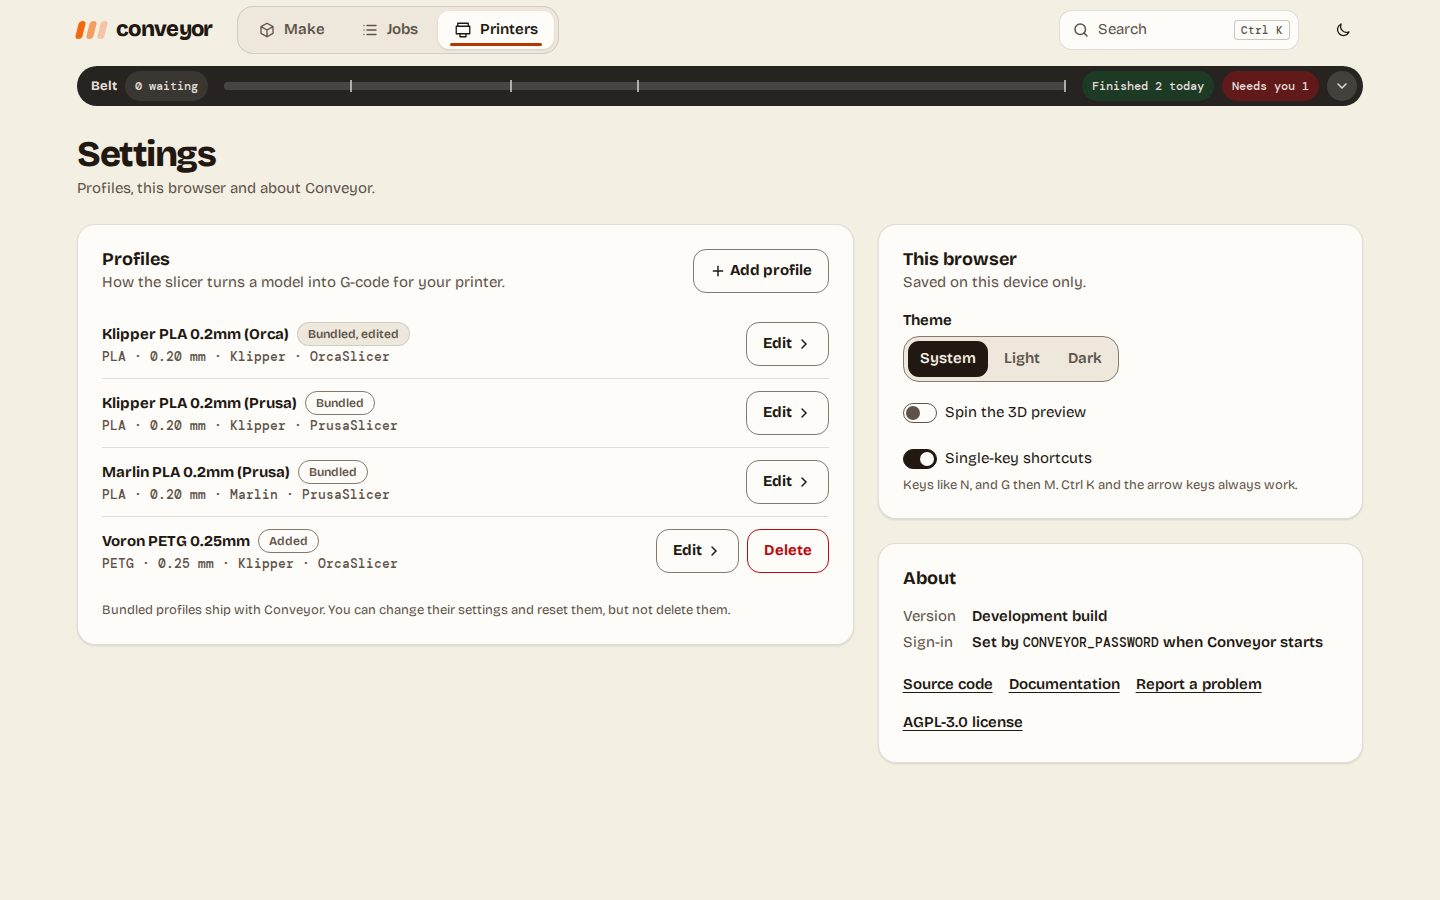 conveyor
Make
Jobs
Printers
Search
Ctrl K
Belt
0 waiting
Finished 2 today
Needs you 1
Settings
Profiles, this browser and about Conveyor.
Profiles
How the slicer turns a model into G-code for your printer.
Add profile
Klipper PLA 0.2mm (Orca)
Bundled, edited
PLA · 0.20 mm · Klipper · OrcaSlicer
Edit
Klipper PLA 0.2mm (Prusa)
Bundled
PLA · 0.20 mm · Klipper · PrusaSlicer
Edit
Marlin PLA 0.2mm (Prusa)
Bundled
PLA · 0.20 mm · Marlin · PrusaSlicer
Edit
Voron PETG 0.25mm
Added
PETG · 0.25 mm · Klipper · OrcaSlicer
Edit
Delete
Bundled profiles ship with Conveyor. You can change their settings and reset them, but not delete them.
This browser
Saved on this device only.
Theme
System
Light
Dark
Spin the 3D preview
Single-key shortcuts
Keys like N, and G then M. Ctrl K and the arrow keys always work.
About
Version
Development build
Sign-in
Set by CONVEYOR_PASSWORD when Conveyor starts
Source code
Documentation
Report a problem
AGPL-3.0 license